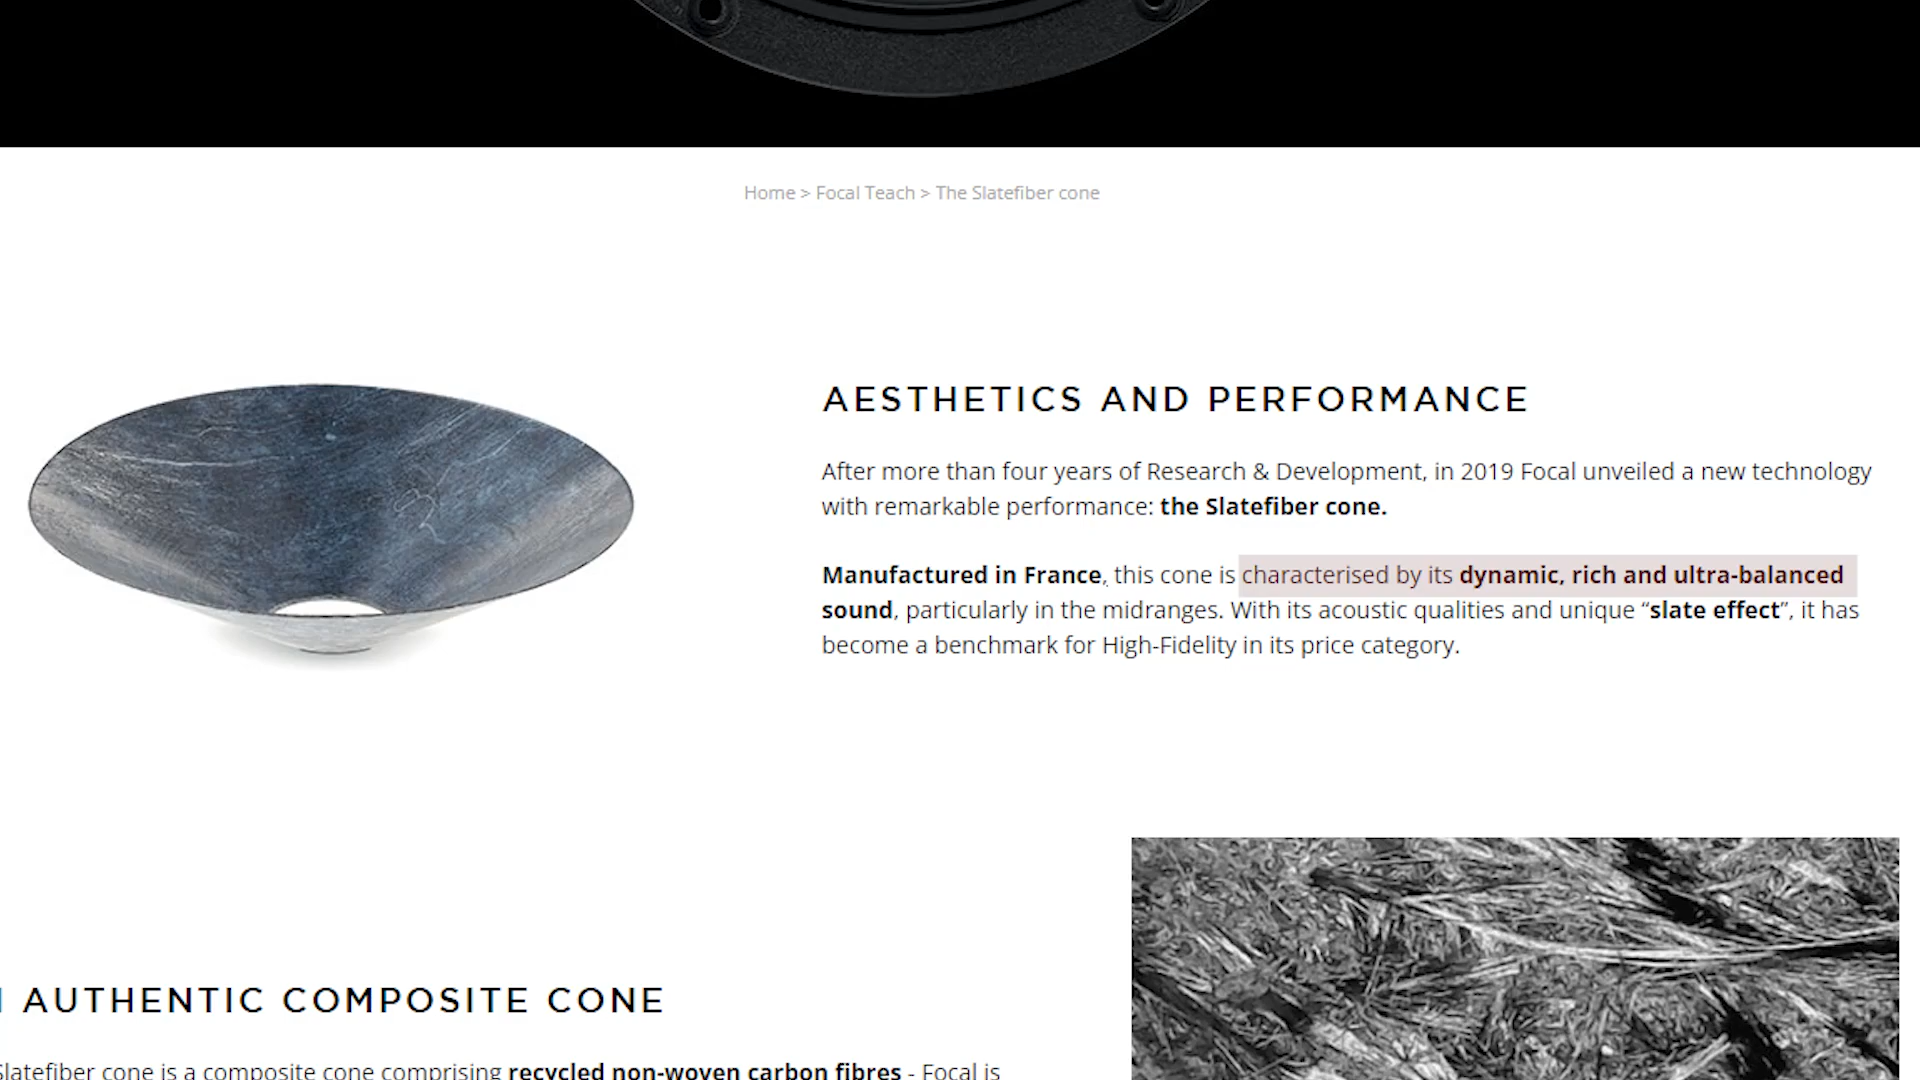 Home > Focal Teach > The Slatefiber cone
AESTHETICS AND PERFORMANCE
After more than four years of Research & Development, in 2019 Focal unveiled a new technology
with remarkable performance: the Slatefiber cone.
Manufactured in France, this cone is characterised by its dynamic, rich and ultra-balanced
sound, particularly in the midranges. With its acoustic qualities and unique “slate effect”, it has
become a benchmark for High-Fidelity in its price category.
AUTHENTIC COMPOSITE CONE
Slatefiber cone is a composite cone comprising recycled non-woven carbon fibres - Focal is